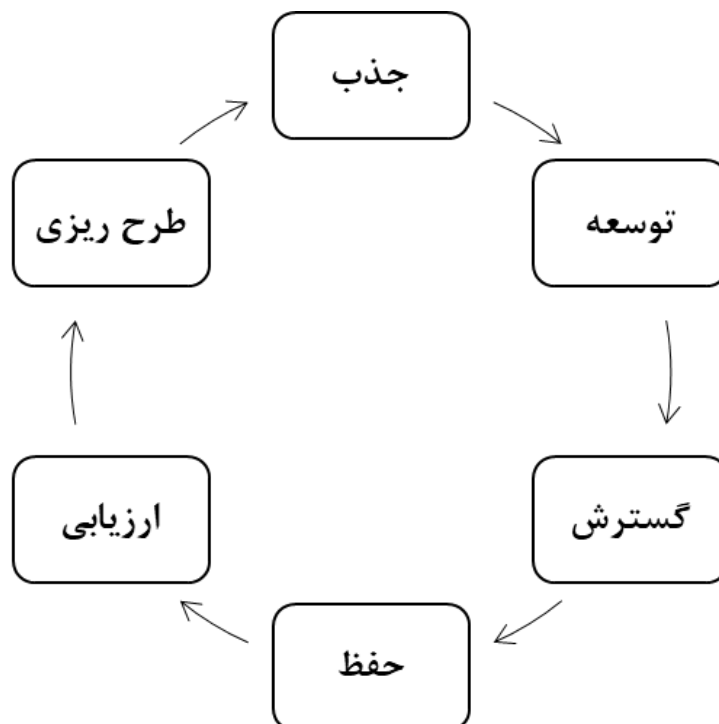 جذب
توسعه
گسترش
حفظ
ارزیابی
طرح ریزی